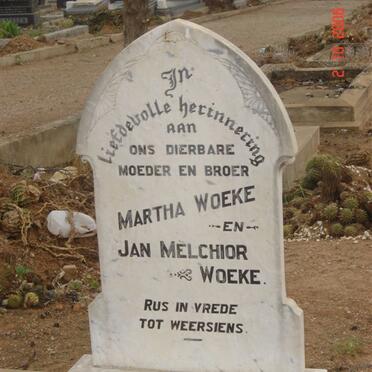 In
liefdevolle herinnering
AAN
ONS DIERBARE
MOEDER EN BROER
MARTHA WOEKE
EN
JAN MELCHIOR
WOEKE.
RUS IN VREDE
TOT WEERSIENS.